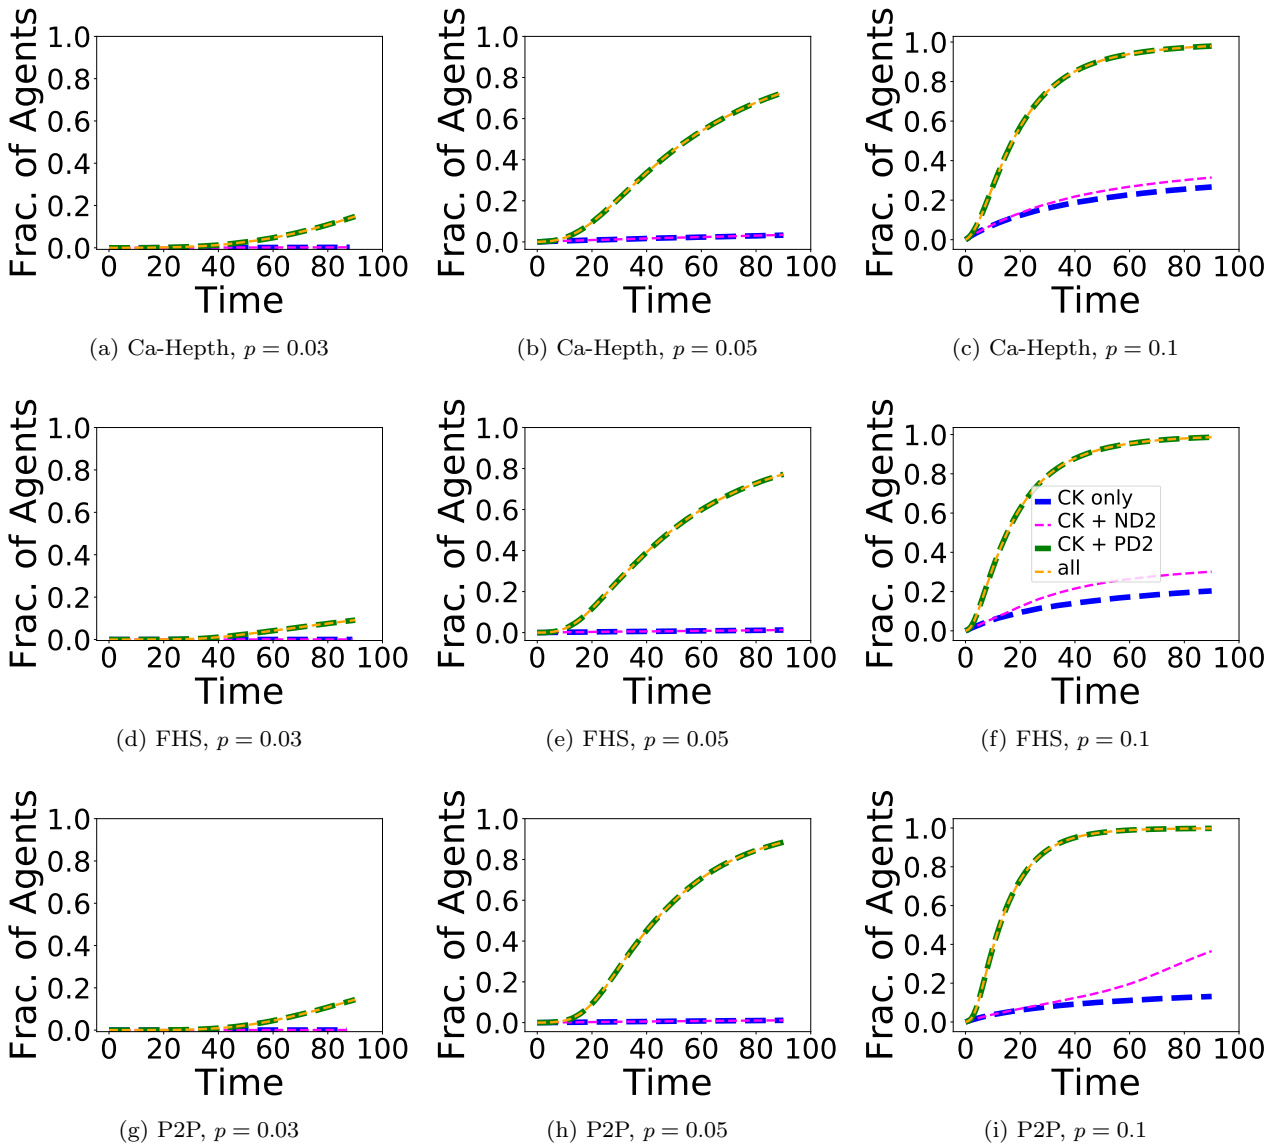 Frac. of Agents
1.0
0.8
0.6
0.4
0.2
0.0
0 20 40 60 80 100
Time
(a) Ca-Hepth, p = 0.03
Frac. of Agents
1.0
0.8
0.6
0.4
0.2
0.0
0 20 40 60 80 100
Time
(b) Ca-Hepth, p = 0.05
Frac. of Agents
1.0
0.8
0.6
0.4
0.2
0.0
0 20 40 60 80 100
Time
(c) Ca-Hepth, p = 0.1
Frac. of Agents
1.0
0.8
0.6
0.4
0.2
0.0
0 20 40 60 80 100
Time
(d) FHS, p = 0.03
Frac. of Agents
1.0
0.8
0.6
0.4
0.2
0.0
0 20 40 60 80 100
Time
(e) FHS, p = 0.05
Frac. of Agents
1.0
0.8
0.6
0.4
0.2
0.0
CK only
CK + ND2
CK + PD2
all
0 20 40 60 80 100
Time
(f) FHS, p = 0.1
Frac. of Agents
1.0
0.8
0.6
0.4
0.2
0.0
0 20 40 60 80 100
Time
(g) P2P, p = 0.03
Frac. of Agents
1.0
0.8
0.6
0.4
0.2
0.0
0 20 40 60 80 100
Time
(h) P2P, p = 0.05
Frac. of Agents
1.0
0.8
0.6
0.4
0.2
0.0
0 20 40 60 80 100
Time
(i) P2P, p = 0.1